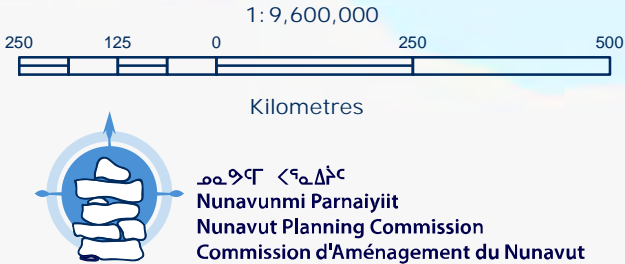 1:9,600,000
250 125 0 250 500
Kilometres
ᓄᓇᕗᒻᒥ ᐸᕐᓇᐃᔩᑦ
Nunavunmi Parnaiyiit
Nunavut Planning Commission
Commission d'Aménagement du Nunavut